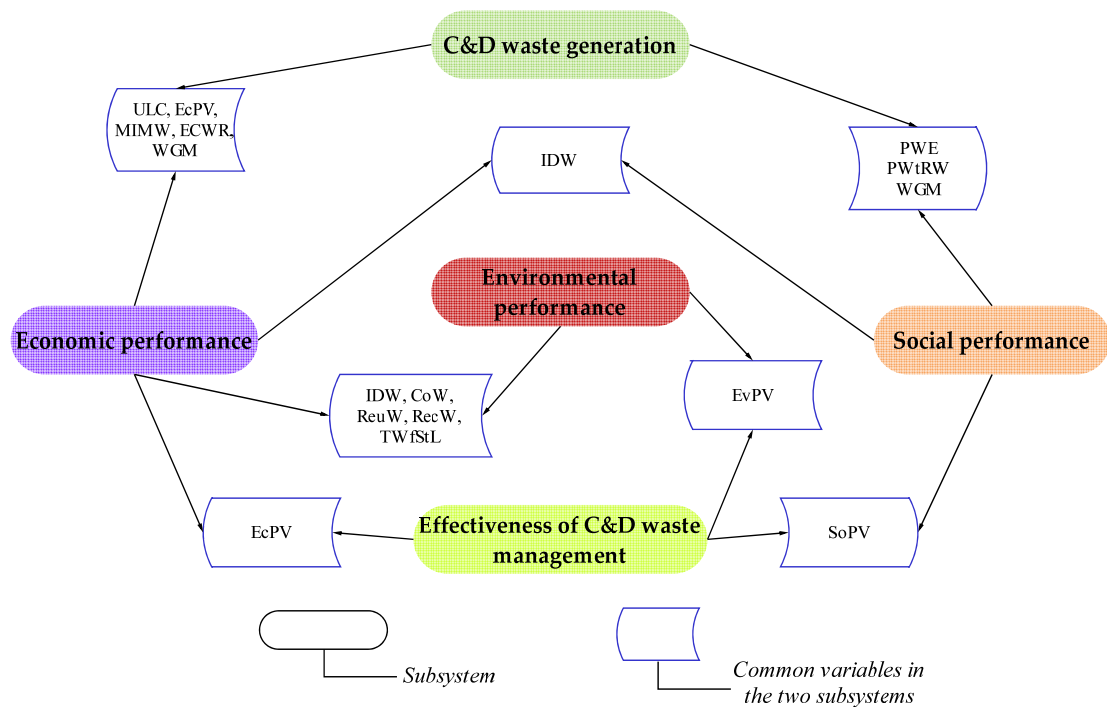 C&D waste generation
ULC, EcPV,
MIMW, ECWR,
WGM
IDW
PWE
PWtRW
WGM
Environmental
performance
Economic performance
Social performance
IDW, CoW,
ReuW, RecW,
TWfStL
EvPV
EcPV
Effectiveness of C&D waste
management
SoPV
Subsystem
Common variables in
the two subsystems